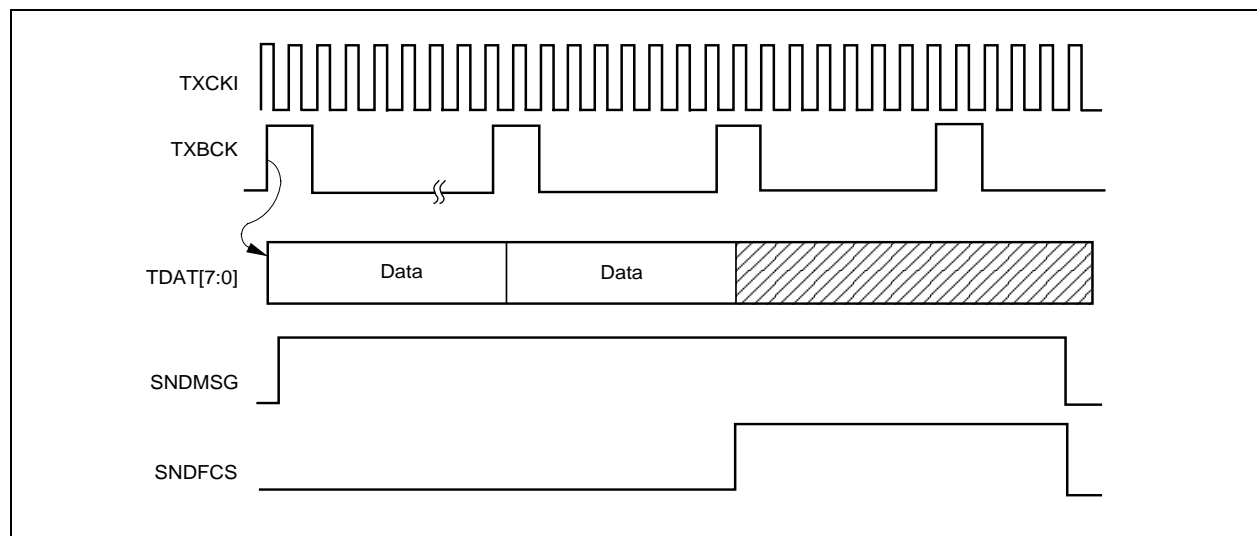 TXCKI
TXBCK
TDAT[7:0]
Data
Data
SNDMSG
SNDFCS